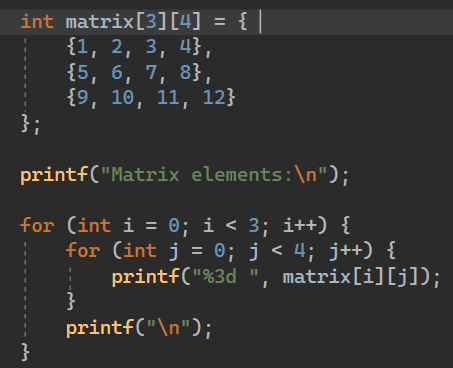 int matrix[3][4] = {
    {1, 2, 3, 4},
    {5, 6, 7, 8},
    {9, 10, 11, 12}
};

printf("Matrix elements:\n");

for (int i = 0; i < 3; i++) {
    for (int j = 0; j < 4; j++) {
        printf("%3d ", matrix[i][j]);
    }
    printf("\n");
}